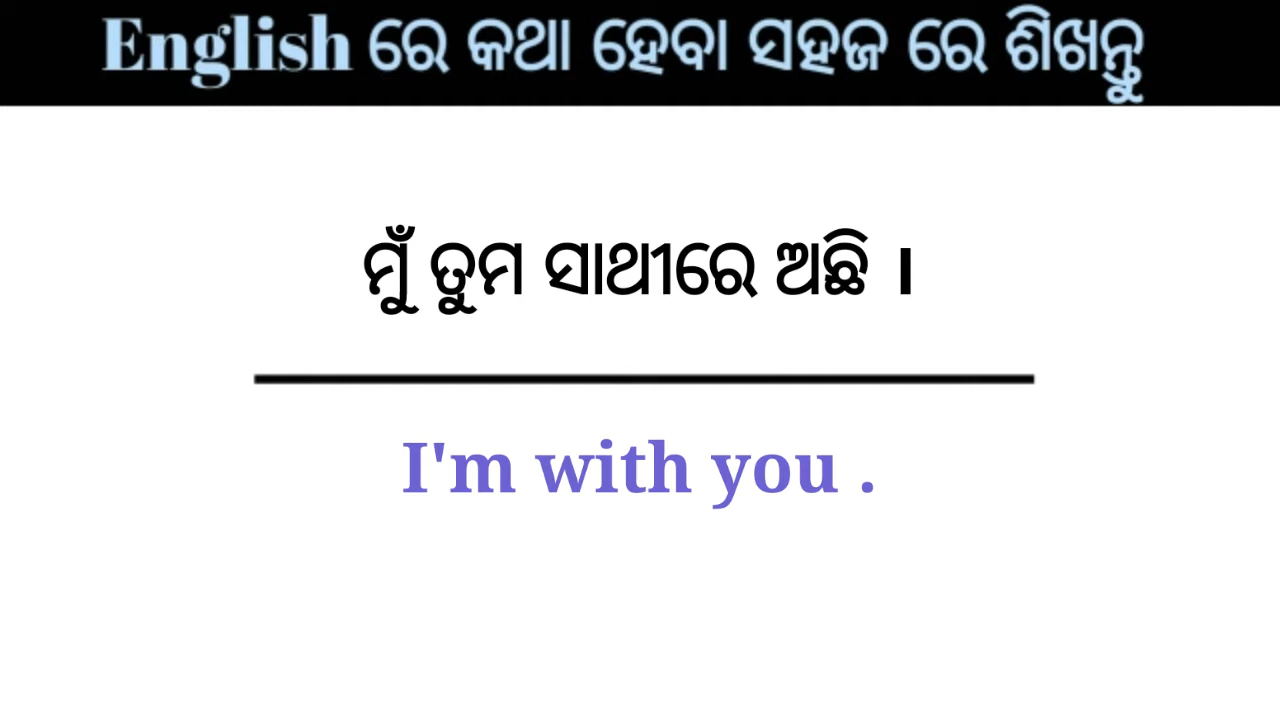 English ରେ କଥା ହେବା ସହଜ ରେ ଶିଖନ୍ତୁ
ମୁଁ ତୁମ ସାଥୀରେ ଅଛି ।
I'm with you .